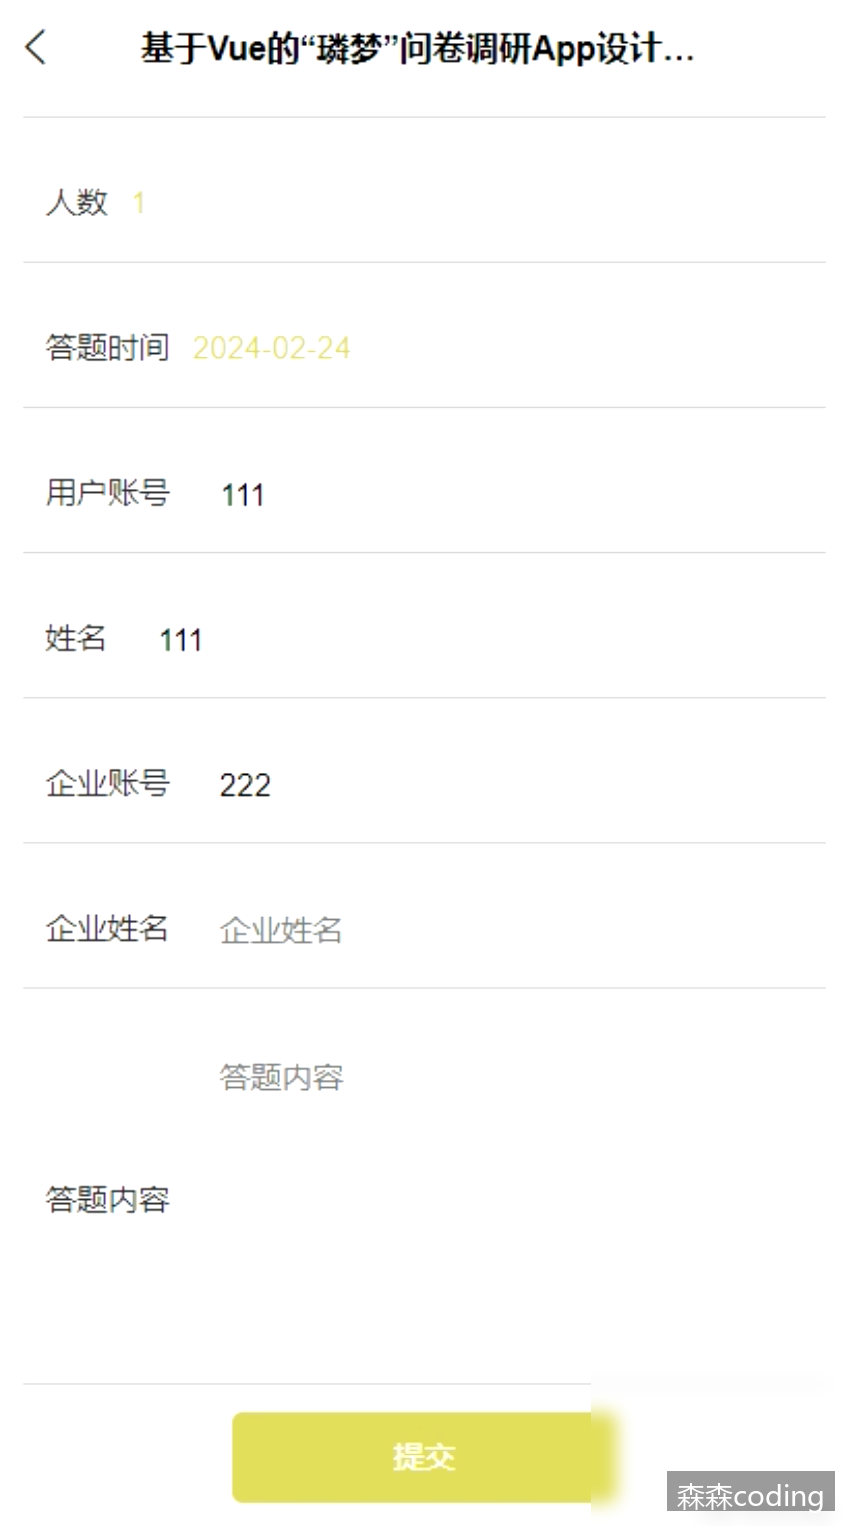 基于Vue的“璘梦”问卷调研App设计...
人数 1
答题时间 2024-02-24
用户账号 111
姓名 111
企业账号 222
企业姓名 企业姓名
答题内容
答题内容
提交
森森coding